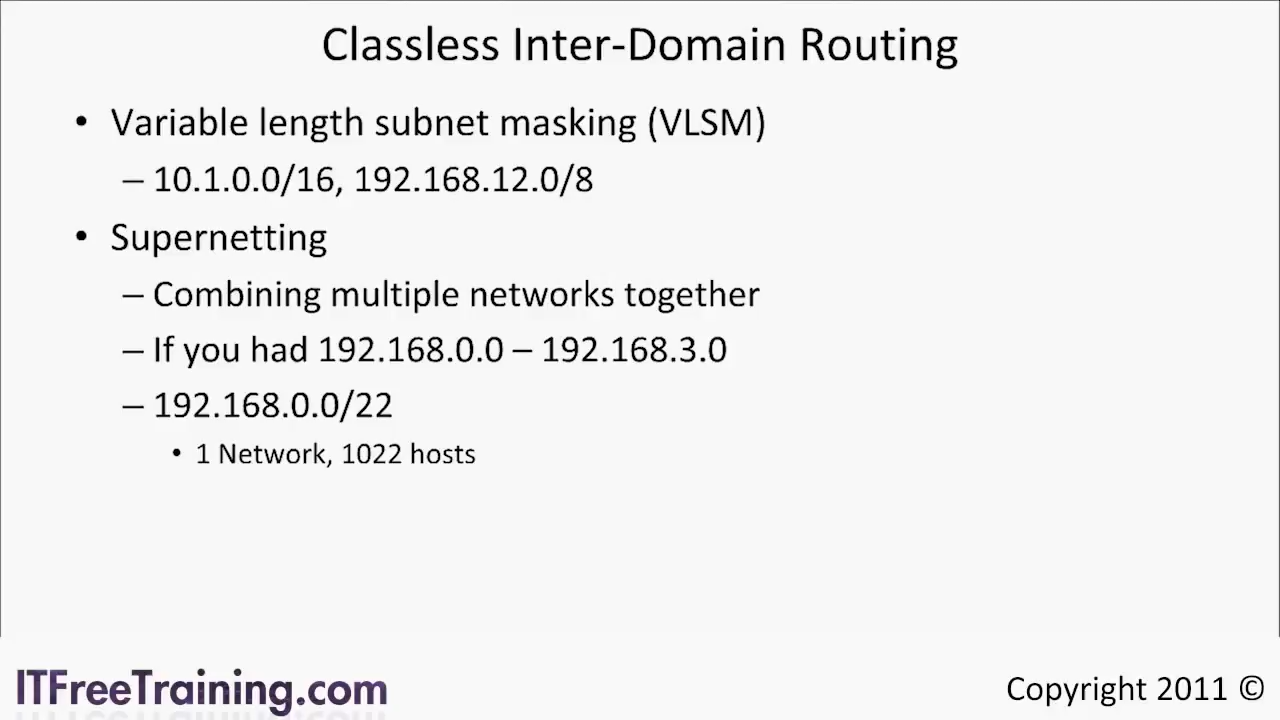 Classless Inter-Domain Routing
• Variable length subnet masking (VLSM)
– 10.1.0.0/16, 192.168.12.0/8
• Supernetting
– Combining multiple networks together
– If you had 192.168.0.0 – 192.168.3.0
– 192.168.0.0/22
• 1 Network, 1022 hosts
ITFreeTraining.com
Copyright 2011 ©